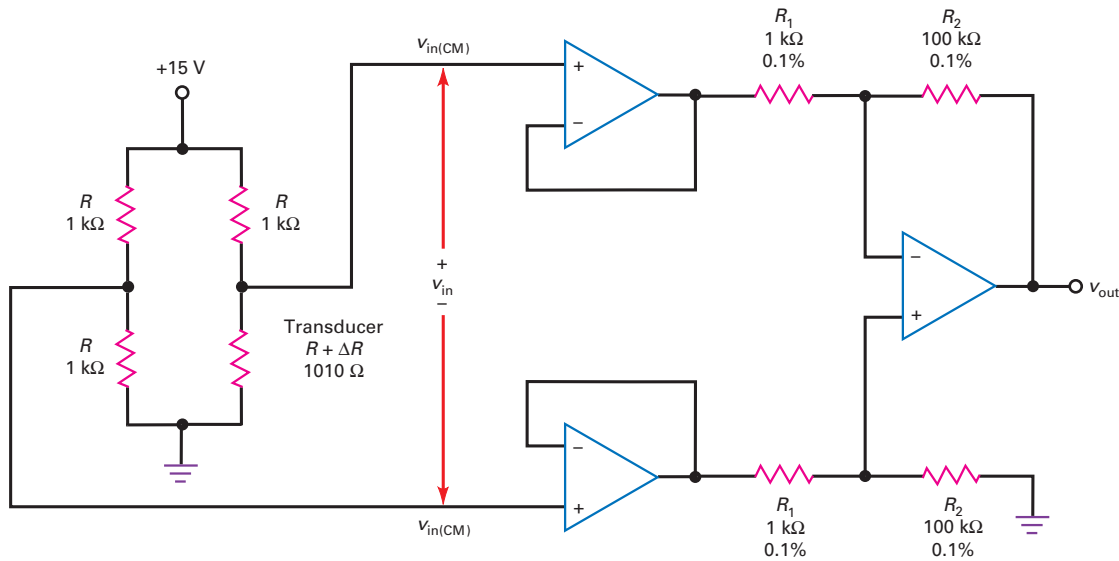 +15 V
R
1 kΩ
R
1 kΩ
R
1 kΩ
Transducer
R + ΔR
1010 Ω
vin(CM)
+
vin
−
vin(CM)
+
−
−
+
R1
1 kΩ
0.1%
R2
100 kΩ
0.1%
−
+
vout
R1
1 kΩ
0.1%
R2
100 kΩ
0.1%